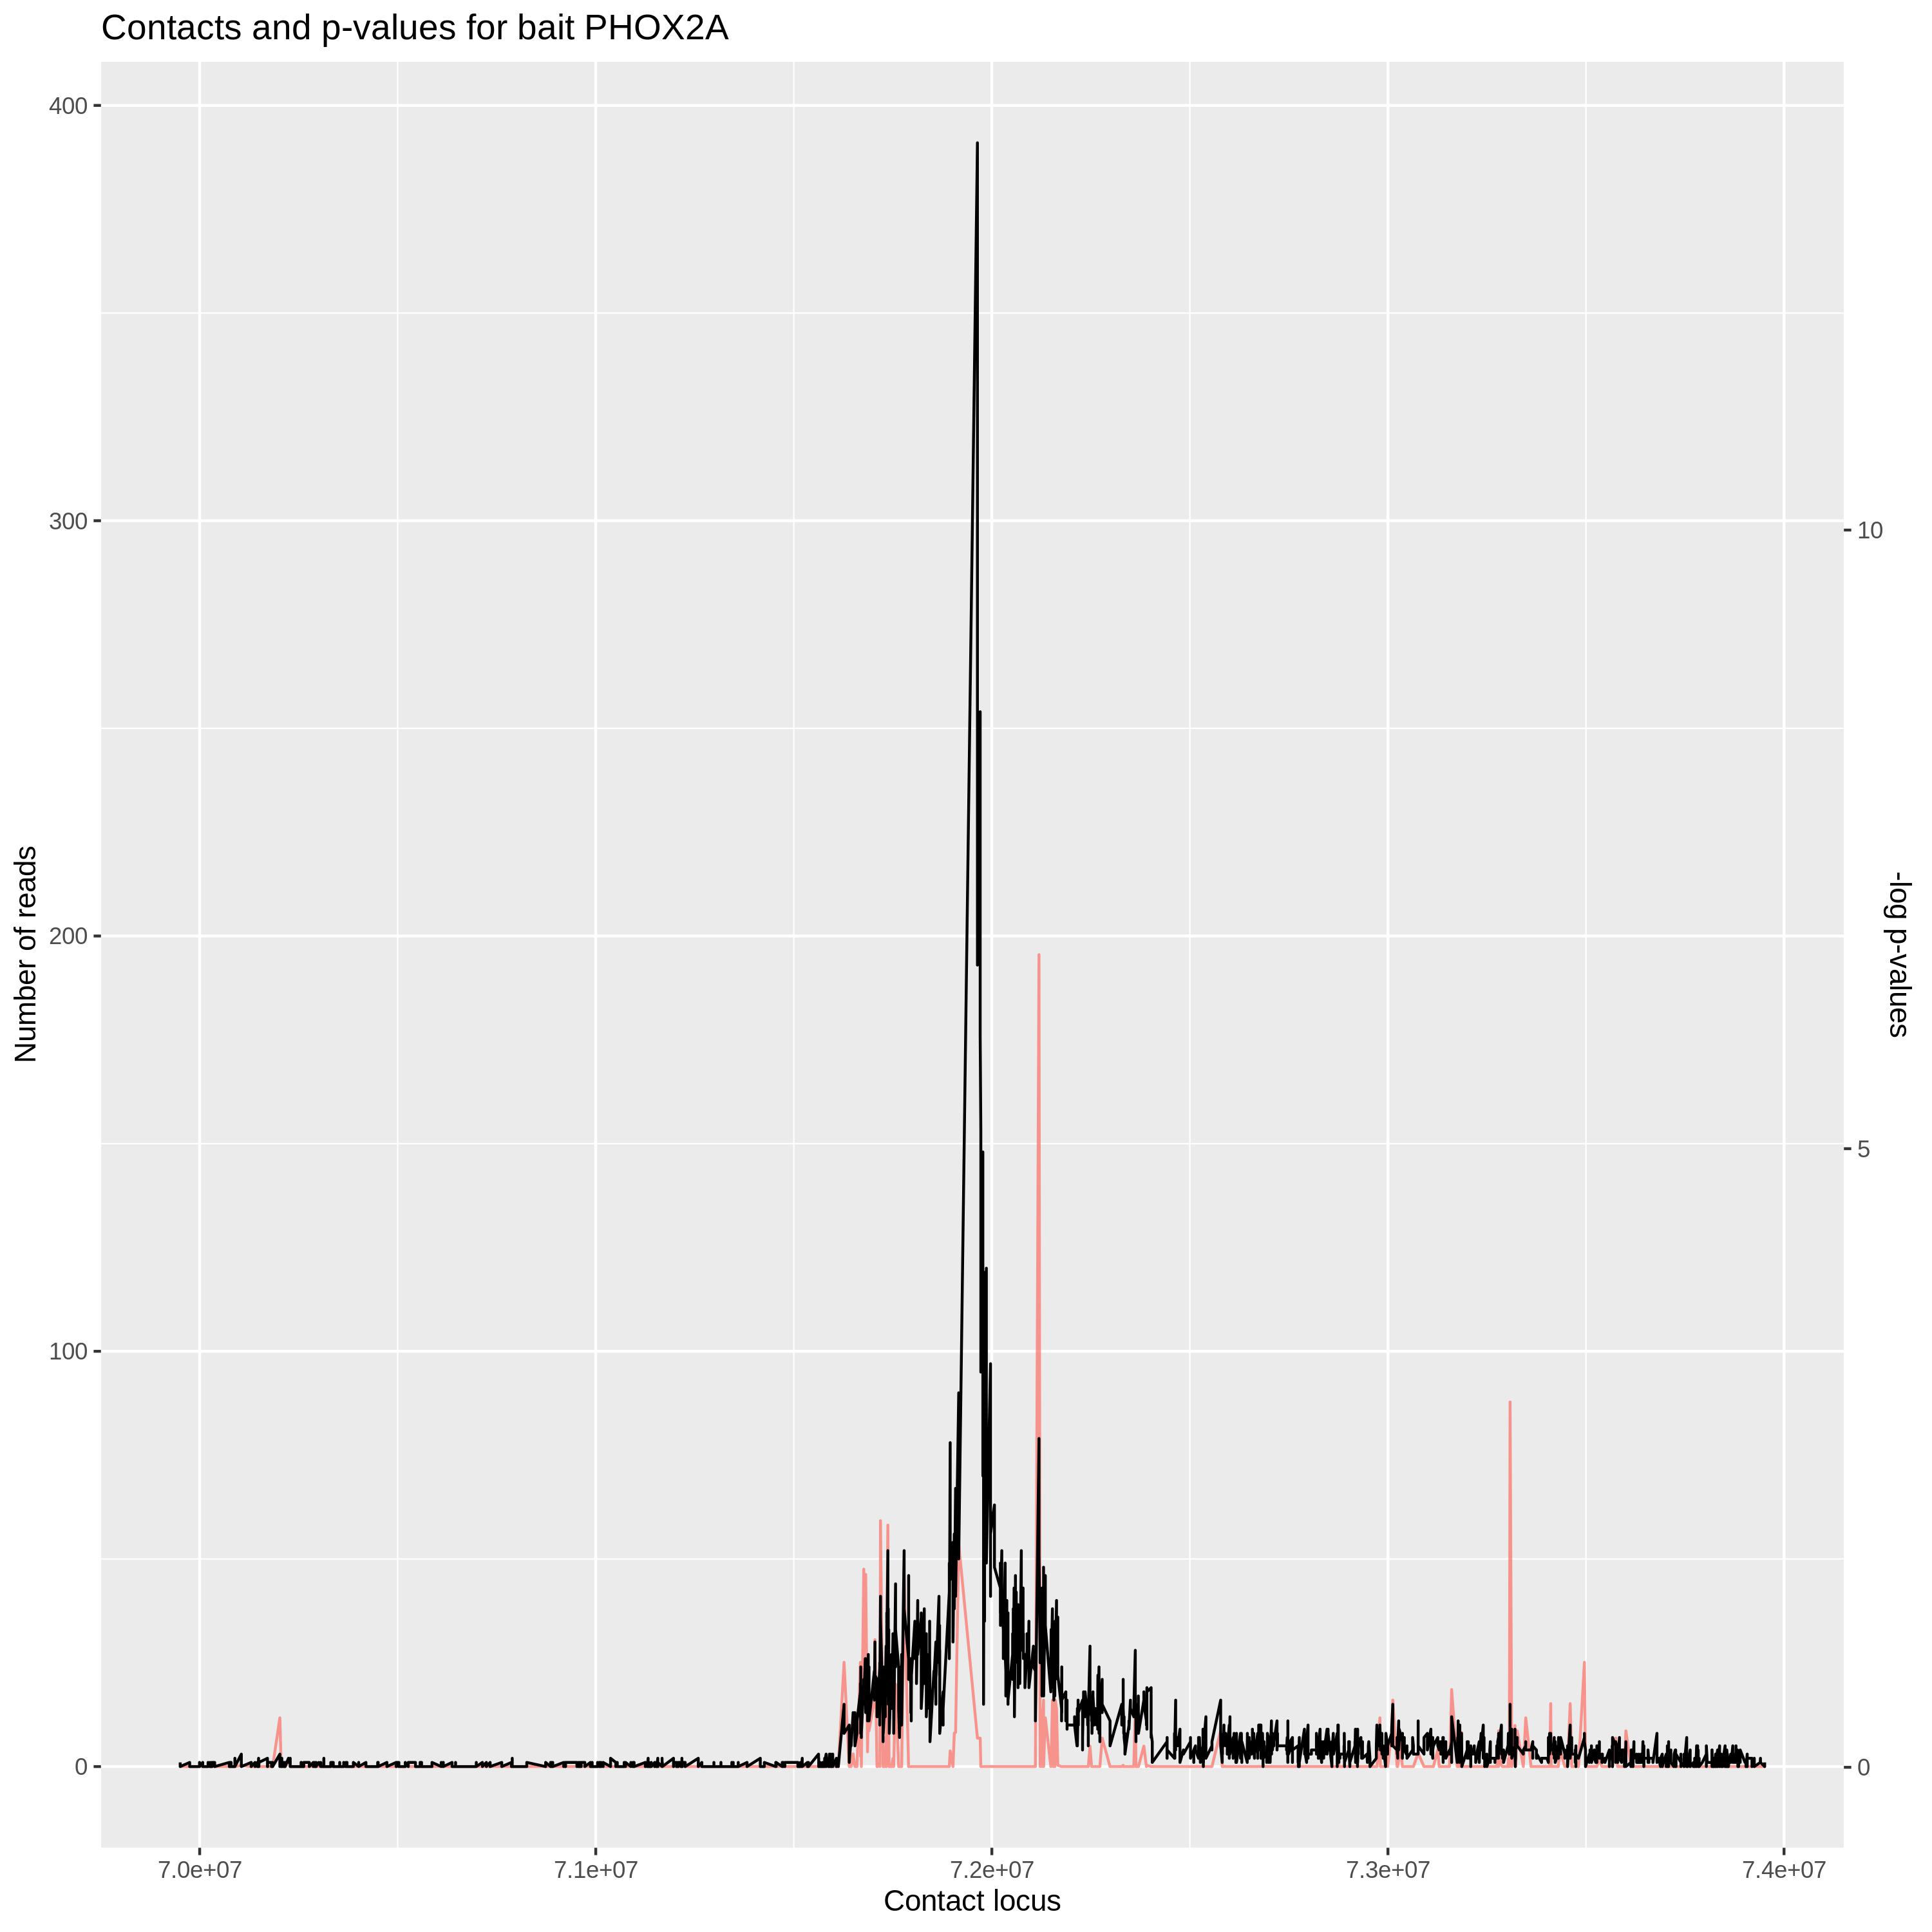 Contacts and p-values for bait PHOX2A
400
300
200
100
0
Number of reads
10
5
0
-log p-values
7.0e+07
7.1e+07
7.2e+07
7.3e+07
7.4e+07
Contact locus